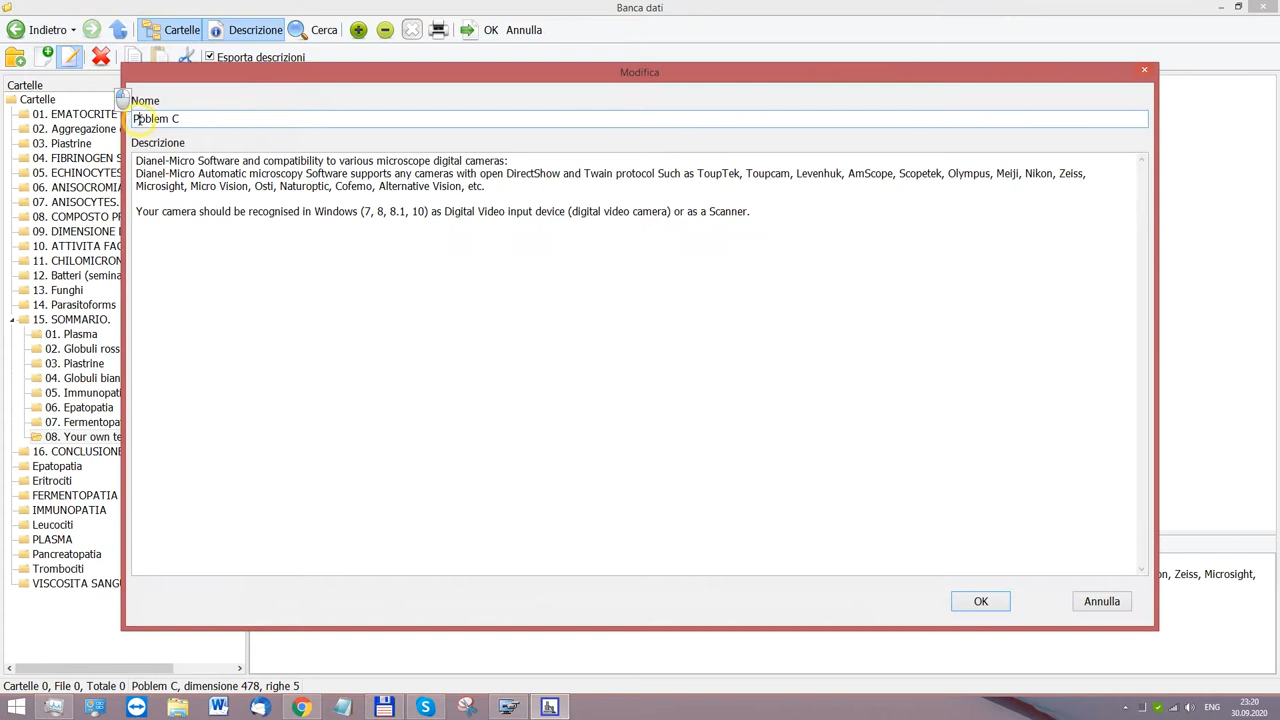 Banca dati
Indietro
Cartelle
Descrizione
Cerca
OK
Annulla
Esporta descrizioni
Cartelle
Cartelle
01. EMATOCRITE
02. Aggregazione
03. Piastrine
04. FIBRINOGEN S
05. ECHINOCYTES
06. ANISOCROMIA
07. ANISOCYTES.
08. COMPOSTO PR
09. DIMENSIONE D
10. ATTIVITA FAG
11. CHILOMICRON
12. Batteri (semina
13. Funghi
14. Parasitoforms
15. SOMMARIO.
01. Plasma
02. Globuli ross
03. Piastrine
04. Globuli bian
05. Immunopati
06. Epatopatia
07. Fermentopa
08. Your own te
16. CONCLUSIONE
Epatopatia
Eritrociti
FERMENTOPATIA
IMMUNOPATIA
Leucociti
PLASMA
Pancreatopatia
Trombociti
VISCOSITA SANGU
Modifica
Nome
Poblem C
Descrizione
Dianel-Micro Software and compatibility to various microscope digital cameras:
Dianel-Micro Automatic microscopy Software supports any cameras with open DirectShow and Twain protocol Such as ToupTek, Toupcam, Levenhuk, AmScope, Scopetek, Olympus, Meiji, Nikon, Zeiss,
Microsight, Micro Vision, Osti, Naturoptic, Cofemo, Alternative Vision, etc.
Your camera should be recognised in Windows (7, 8, 8.1, 10) as Digital Video input device (digital video camera) or as a Scanner.
OK
Annulla
on, Zeiss, Microsight,
Cartelle 0, File 0, Totale 0 Poblem C, dimensione 478, righe 5
ENG
23:20
30.09.2020